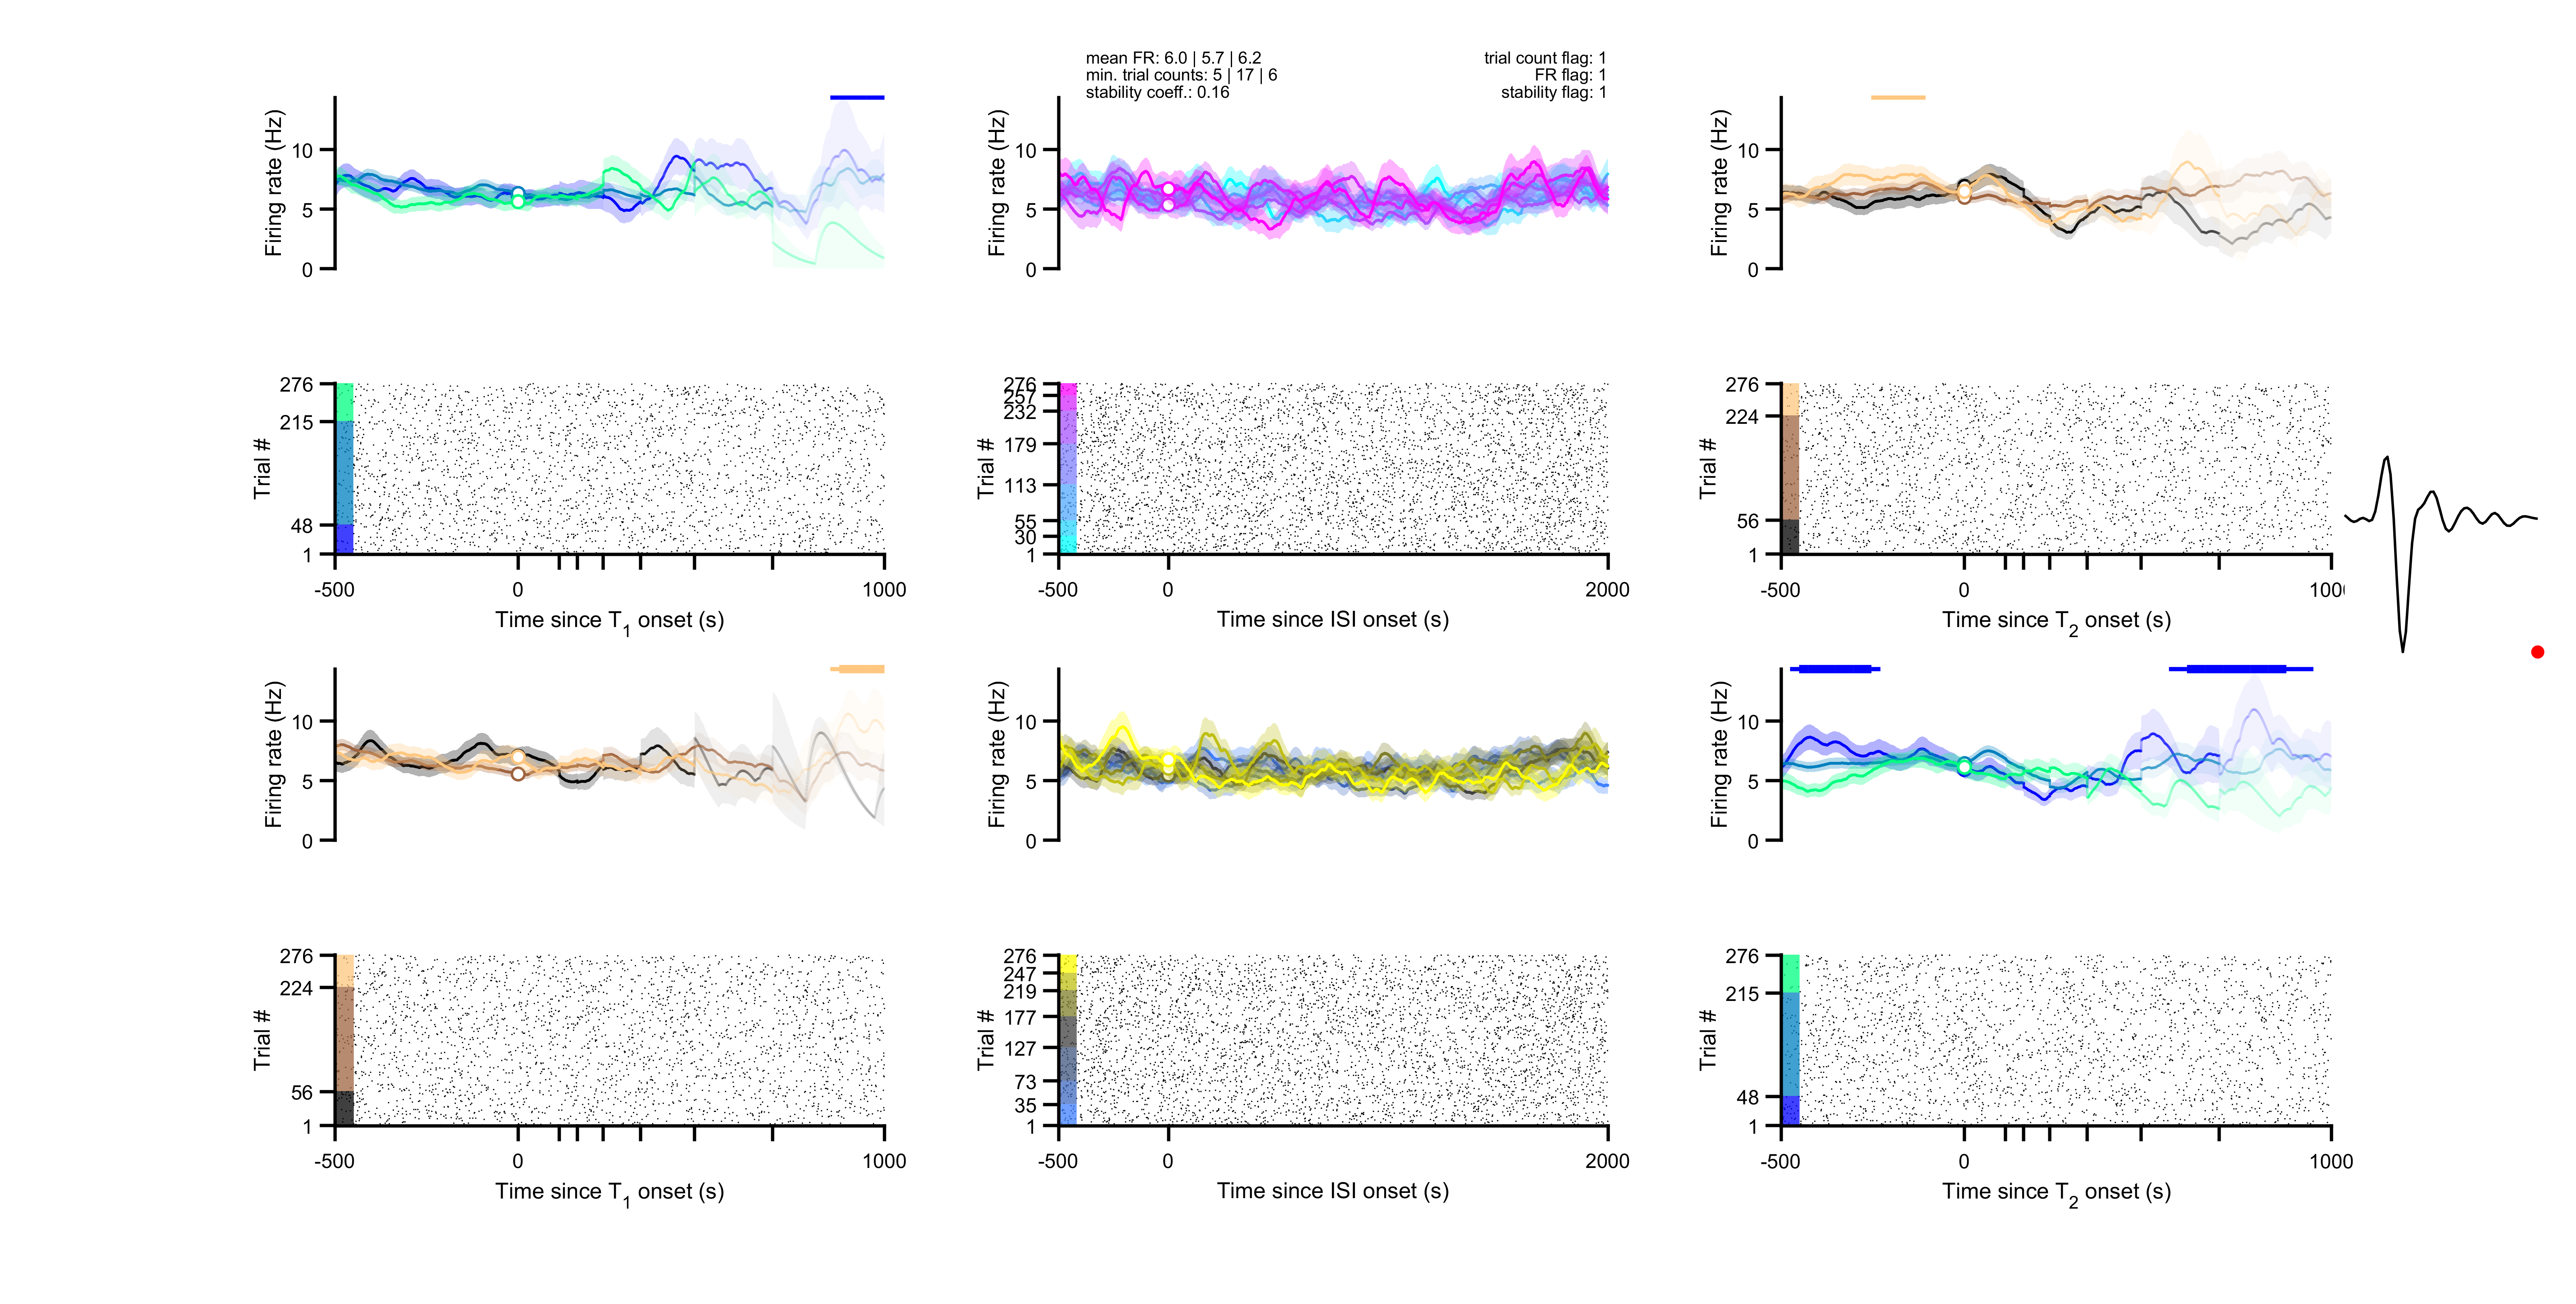 mean FR: 6.0 | 5.7 | 6.2
min. trial counts: 5 | 17 | 6
stability coeff.: 0.16
trial count flag: 1
FR flag: 1
stability flag: 1
Firing rate (Hz)
10
5
0
Firing rate (Hz)
10
5
0
Firing rate (Hz)
10
5
0
Trial #
276
215
48
1
-500
0
1000
Time since T1 onset (s)
Trial #
276
257
232
179
113
55
30
1
-500
0
2000
Time since ISI onset (s)
Trial #
276
224
56
1
-500
0
Time since T2 onset (s)
Firing rate (Hz)
10
5
0
Firing rate (Hz)
10
5
0
Firing rate (Hz)
10
5
0
Trial #
276
224
56
1
-500
0
1000
Time since T1 onset (s)
Trial #
276
247
219
177
127
73
35
1
-500
0
2000
Time since ISI onset (s)
Trial #
276
215
48
1
-500
0
1000
Time since T2 onset (s)